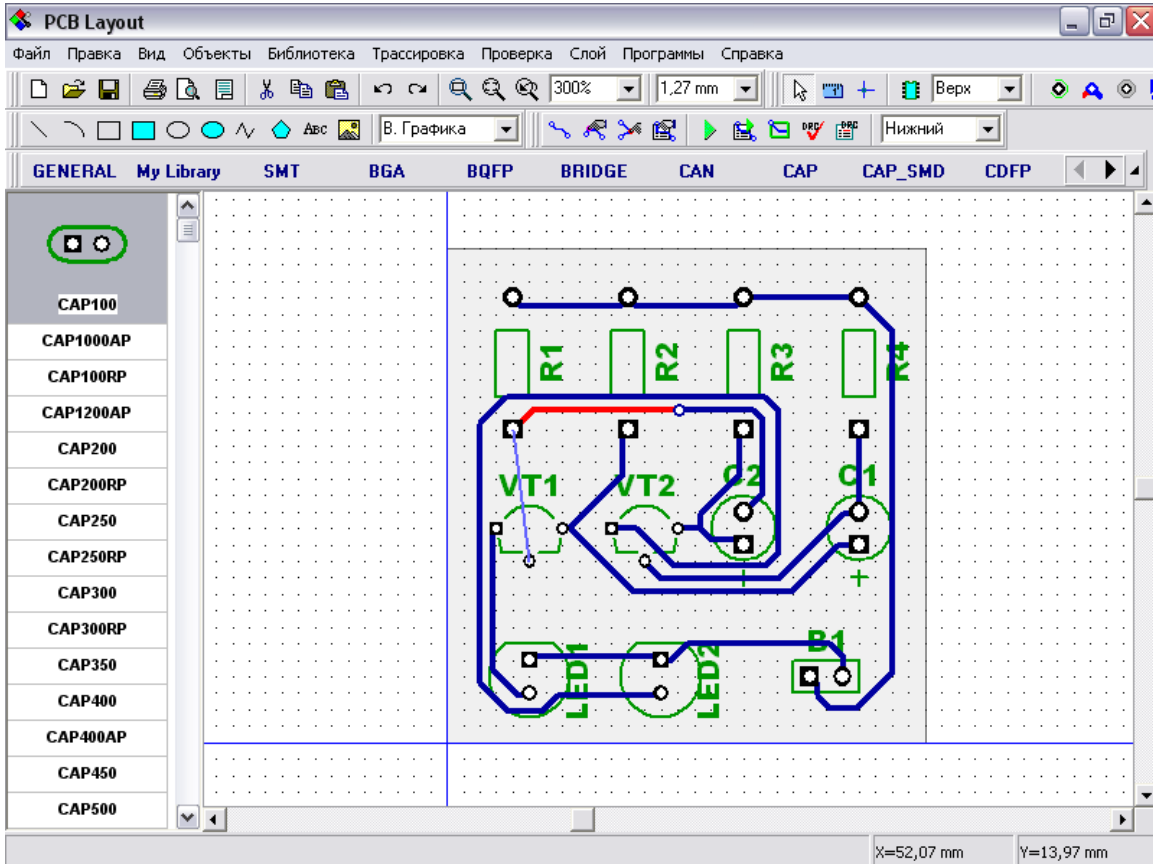 PCB Layout
Файл Правка Вид Объекты Библиотека Трассировка Проверка Слой Программы Справка
300% 1,27 mm Верх
ABC В. Графика DRC Нижний
GENERAL My Library SMT BGA BQFP BRIDGE CAN CAP CAP_SMD CDFP
CAP100
CAP1000AP
CAP100RP
CAP1200AP
CAP200
CAP200RP
CAP250
CAP250RP
CAP300
CAP300RP
CAP350
CAP400
CAP400AP
CAP450
CAP500
R1 R2 R3 R4
VT1 VT2 C2 C1
+ +
B1
LED1 LED2
X=52,07 mm Y=13,97 mm